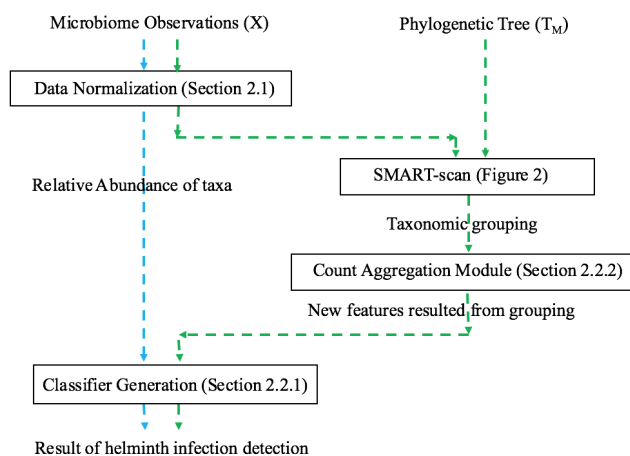 Microbiome Observations (X)
Phylogenetic Tree (TM)
Data Normalization (Section 2.1)
Relative Abundance of taxa
SMART-scan (Figure 2)
Taxonomic grouping
Count Aggregation Module (Section 2.2.2)
New features resulted from grouping
Classifier Generation (Section 2.2.1)
Result of helminth infection detection